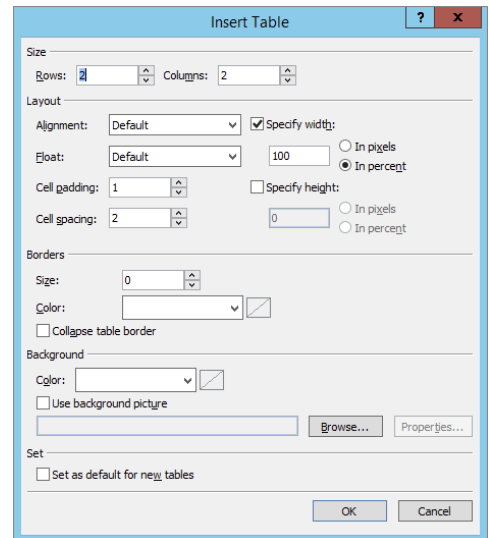 Insert Table ? x
Size
Rows: 2 Columns: 2
Layout
Alignment: Default Specify width:
Float: Default 100 In pixels
In percent
Cell padding: 1 Specify height:
Cell spacing: 2 0 In pixels
In percent
Borders
Size: 0
Color:
Collapse table border
Background
Color:
Use background picture
Browse... Properties...
Set
Set as default for new tables
OK Cancel